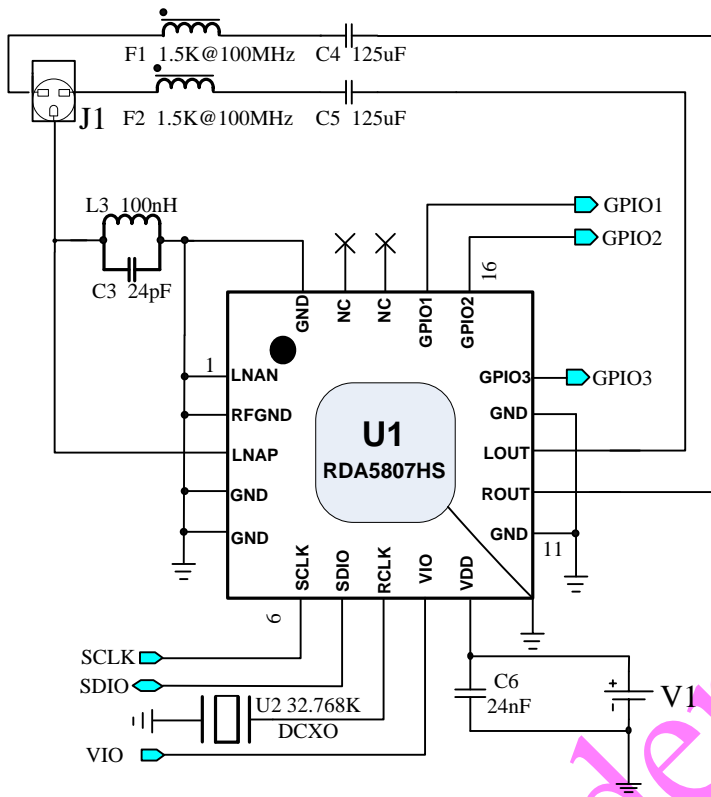 F1 1.5K@100MHz C4 125uF
F2 1.5K@100MHz C5 125uF
J1
L3 100nH
C3 24pF
GPIO1
GPIO2
16
GND NC NC GPIO1 GPIO2
1 LNAN GPIO3 GPIO3
RFGND GND
U1
LNAP LOUT
RDA5807HS
GND ROUT
GND GND
11
SCLK SDIO RCLK VIO VDD
6
SCLK
SDIO
U2 32.768K
DCXO
VIO
C6
24nF
+
-
V1